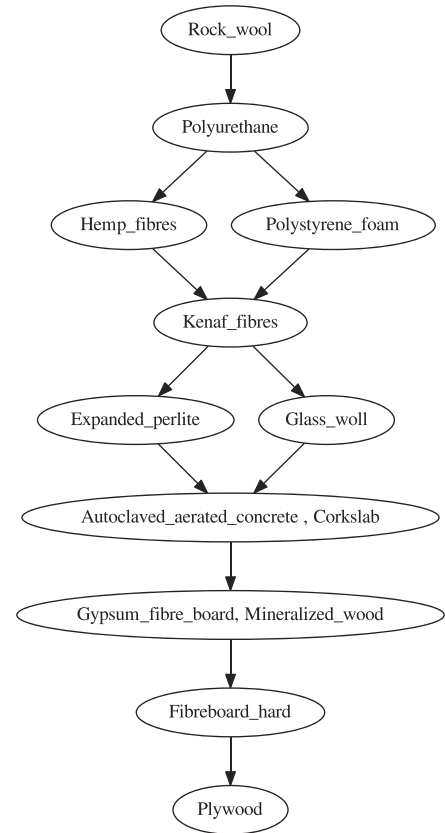 Rock_wool
Polyurethane
Hemp_fibres
Polystyrene_foam
Kenaf_fibres
Expanded_perlite
Glass_woll
Autoclaved_aerated_concrete , Corkslab
Gypsum_fibre_board, Mineralized_wood
Fibreboard_hard
Plywood